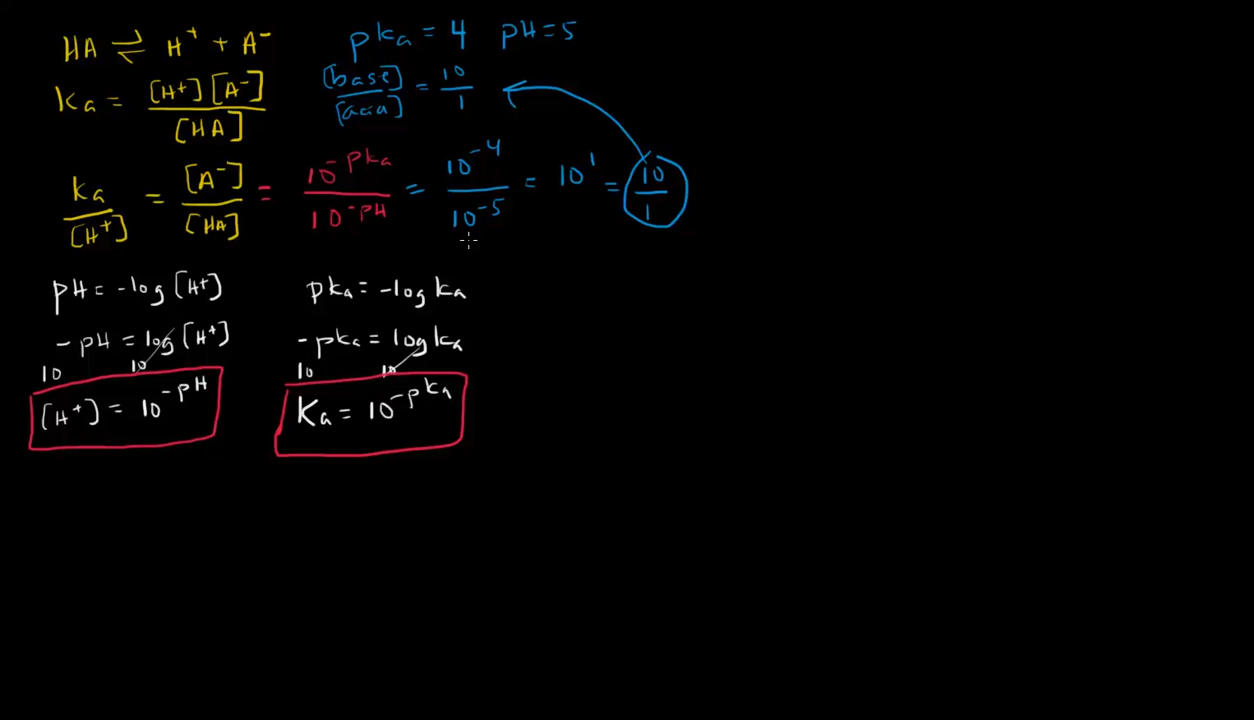 HA ⇌ H⁺ + A⁻
pka = 4 pH = 5
ka = [H⁺][A⁻] / [HA]
[base] / [acid] = 10 / 1
ka / [H⁺] = [A⁻] / [HA] = 10^-pka / 10^-pH = 10^-4 / 10^-5 = 10^1 = 10 / 1
pH = -log [H⁺]
-pH = log [H⁺]
10 10
[H⁺] = 10^-pH
pka = -log ka
-pka = log ka
10 10
Ka = 10^-pka